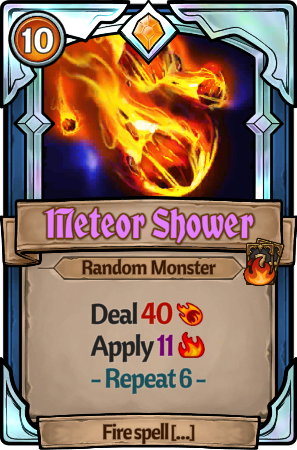 10
Meteor Shower
Random Monster
Deal 40
Apply 11
- Repeat 6 -
Fire spell [...]